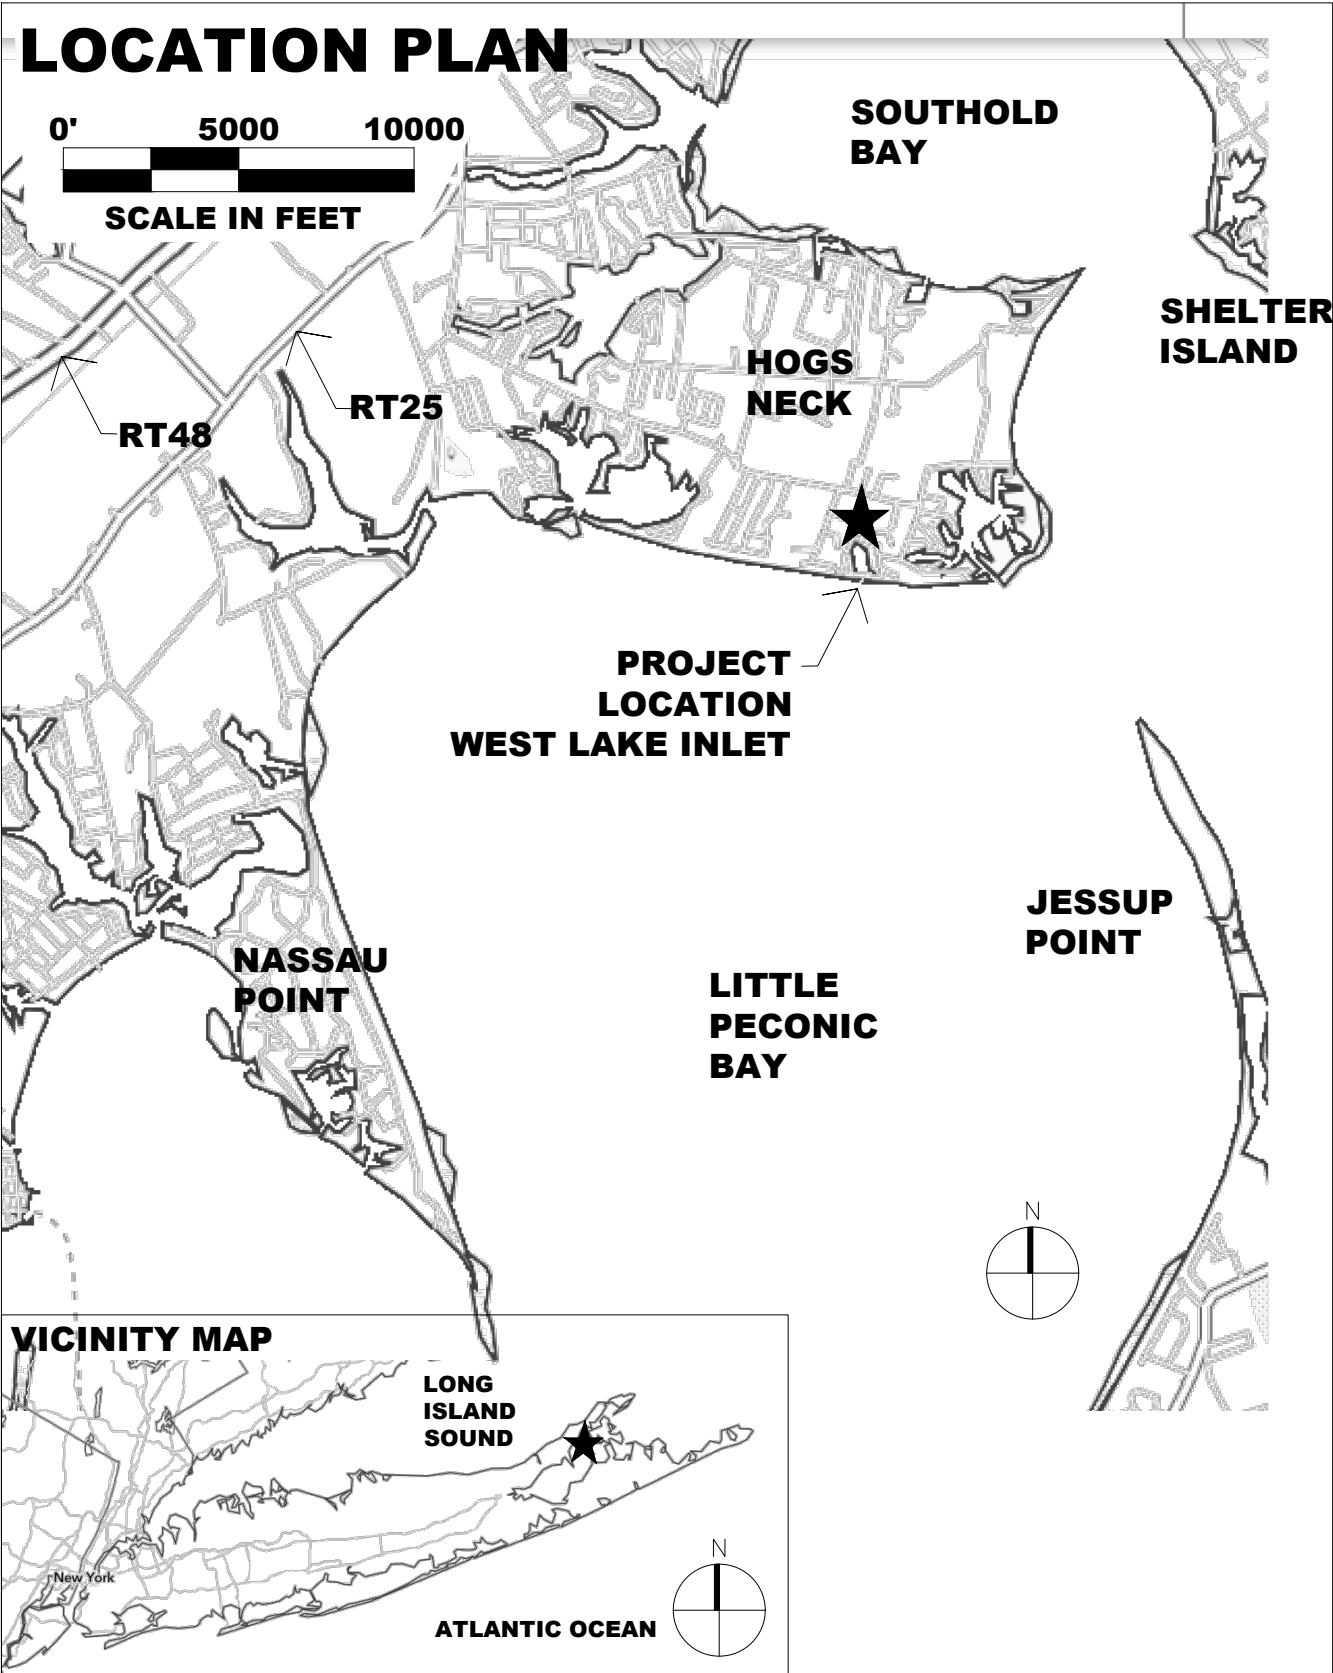 LOCATION PLAN
0' 5000 10000
SCALE IN FEET
SOUTHOLD
BAY
SHELTER
ISLAND
HOGS
NECK
RT25
RT48
PROJECT
LOCATION
WEST LAKE INLET
JESSUP
POINT
NASSAU
POINT
LITTLE
PECONIC
BAY
N
VICINITY MAP
LONG
ISLAND
SOUND
New York
N
ATLANTIC OCEAN